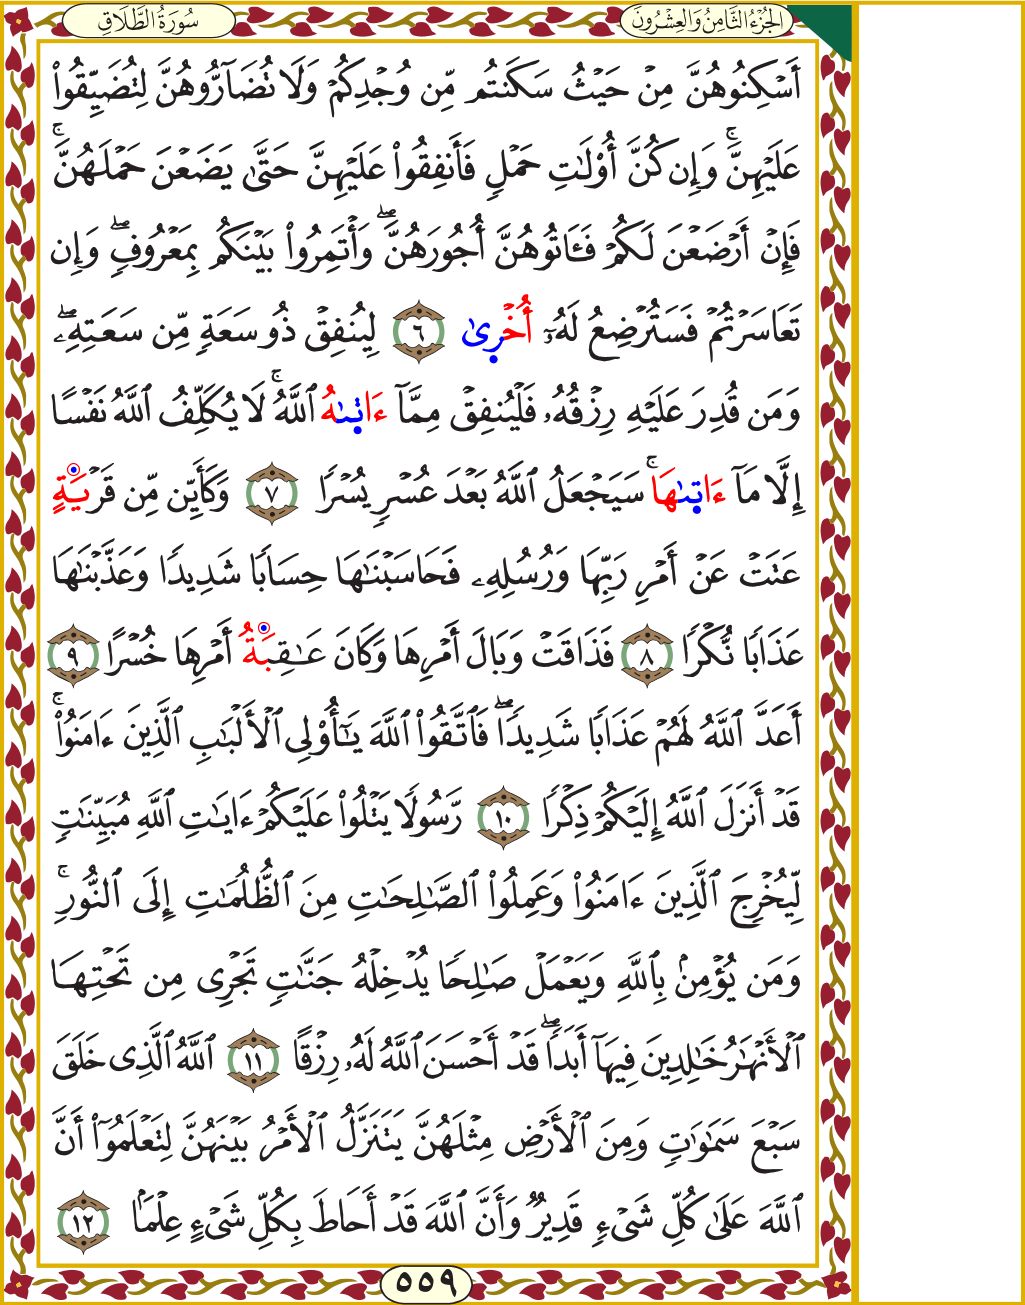 الجُزْءُ الثَّامِنُ وَالعِشْرُونَ
سُورَةُ الطَّلَاقِ
أَسْكِنُوهُنَّ مِنْ حَيْثُ سَكَنتُم مِّن وُجْدِكُمْ وَلَا تُضَآرُّوهُنَّ لِتُضَيِّقُوا۟
عَلَيْهِنَّۚ وَإِن كُنَّ أُو۟لَٰتِ حَمْلٍ فَأَنفِقُوا۟ عَلَيْهِنَّ حَتَّىٰ يَضَعْنَ حَمْلَهُنَّۚ
فَإِنْ أَرْضَعْنَ لَكُمْ فَـَٔاتُوهُنَّ أُجُورَهُنَّۖ وَأْتَمِرُوا۟ بَيْنَكُم بِمَعْرُوفٍۖ وَإِن
تَعَاسَرْتُمْ فَسَتُرْضِعُ لَهُۥٓ أُخْرَىٰ ٦ لِيُنفِقْ ذُو سَعَةٍ مِّن سَعَتِهِۦۖ
وَمَن قُدِرَ عَلَيْهِ رِزْقُهُۥ فَلْيُنفِقْ مِمَّآ ءَاتَىٰهُ ٱللَّهُۚ لَا يُكَلِّفُ ٱللَّهُ نَفْسًا
إِلَّا مَآ ءَاتَىٰهَاۚ سَيَجْعَلُ ٱللَّهُ بَعْدَ عُسْرٍ يُسْرًا ٧ وَكَأَيِّن مِّن قَرْيَةٍ
عَتَتْ عَنْ أَمْرِ رَبِّهَا وَرُسُلِهِۦ فَحَاسَبْنَٰهَا حِسَابًا شَدِيدًا وَعَذَّبْنَٰهَا
عَذَابًا نُّكْرًا ٨ فَذَاقَتْ وَبَالَ أَمْرِهَا وَكَانَ عَٰقِبَةُ أَمْرِهَا خُسْرًا ٩
أَعَدَّ ٱللَّهُ لَهُمْ عَذَابًا شَدِيدًاۖ فَٱتَّقُوا۟ ٱللَّهَ يَٰٓأُو۟لِى ٱلْأَلْبَٰبِ ٱلَّذِينَ ءَامَنُوا۟ۚ
قَدْ أَنزَلَ ٱللَّهُ إِلَيْكُمْ ذِكْرًا ١٠ رَّسُولًا يَتْلُوا۟ عَلَيْكُمْ ءَايَٰتِ ٱللَّهِ مُبَيِّنَٰتٍ
لِّيُخْرِجَ ٱلَّذِينَ ءَامَنُوا۟ وَعَمِلُوا۟ ٱلصَّٰلِحَٰتِ مِنَ ٱلظُّلُمَٰتِ إِلَى ٱلنُّورِۚ
وَمَن يُؤْمِنۢ بِٱللَّهِ وَيَعْمَلْ صَٰلِحًا يُدْخِلْهُ جَنَّٰتٍ تَجْرِى مِن تَحْتِهَا
ٱلْأَنْهَٰرُ خَٰلِدِينَ فِيهَآ أَبَدًاۖ قَدْ أَحْسَنَ ٱللَّهُ لَهُۥ رِزْقًا ١١ ٱللَّهُ ٱلَّذِى خَلَقَ
سَبْعَ سَمَٰوَٰتٍ وَمِنَ ٱلْأَرْضِ مِثْلَهُنَّ يَتَنَزَّلُ ٱلْأَمْرُ بَيْنَهُنَّ لِتَعْلَمُوٓا۟ أَنَّ
ٱللَّهَ عَلَىٰ كُلِّ شَىْءٍ قَدِيرٌ وَأَنَّ ٱللَّهَ قَدْ أَحَاطَ بِكُلِّ شَىْءٍ عِلْمًۢا ١٢
٥٥٩